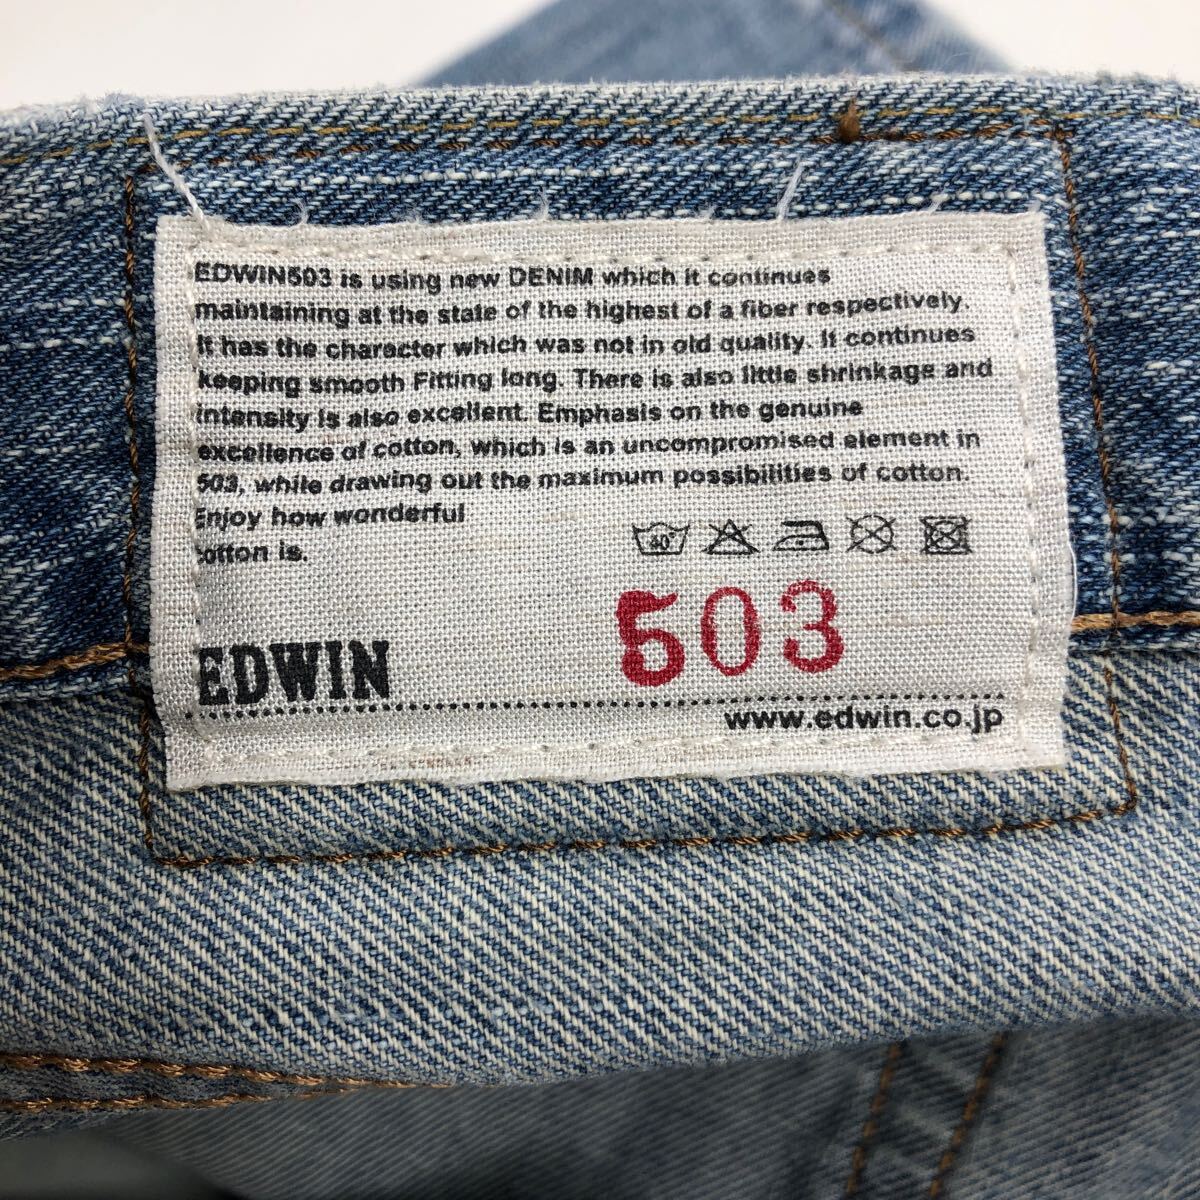 EDWIN503 is using new DENIM which it continues
maintaining at the state of the highest of a fiber respectively.
It has the character which was not in old quality. It continues
keeping smooth Fitting long. There is also little shrinkage and
intensity is also excellent. Emphasis on the genuine
excellence of cotton, which is an uncompromised element in
503, while drawing out the maximum possibilities of cotton.
Enjoy how wonderful
cotton is.
40°
503
EDWIN
www.edwin.co.jp